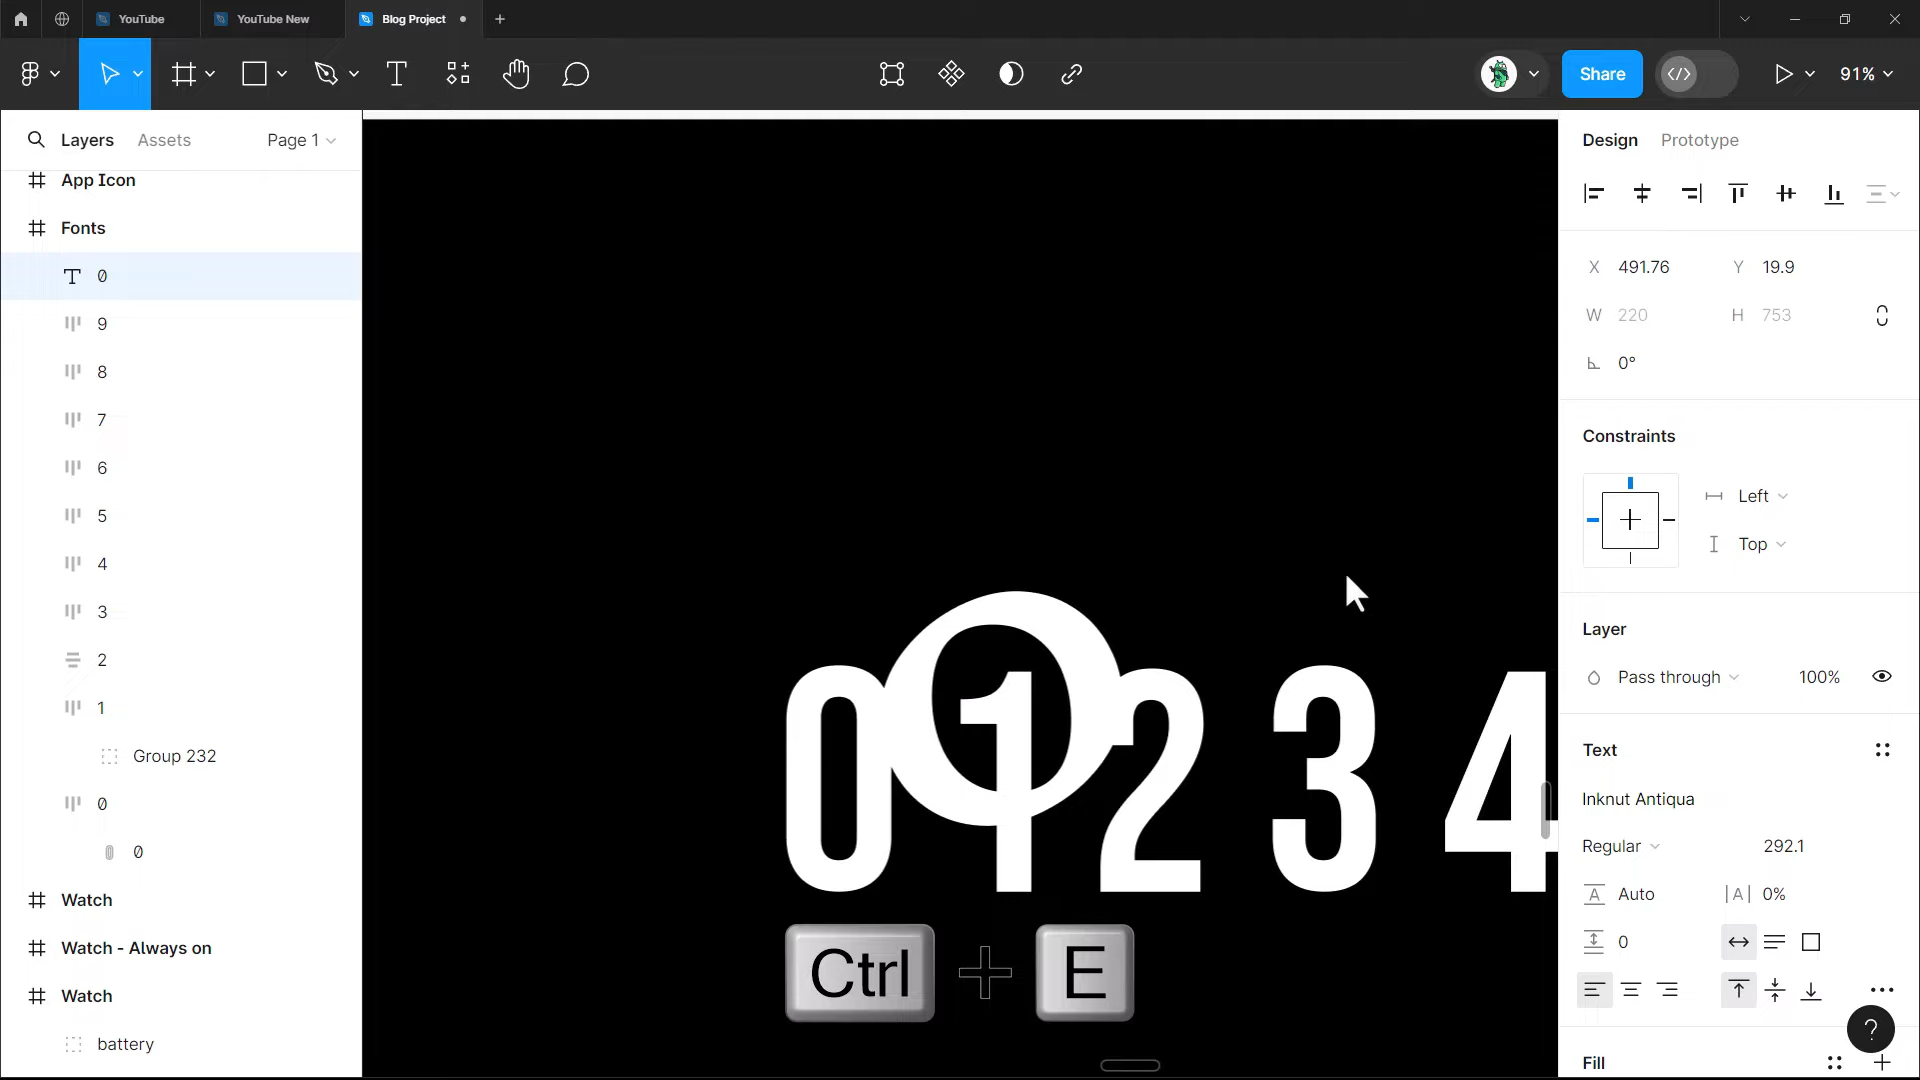 YouTube
YouTube New
Blog Project
Share
91%
Layers
Assets
Page 1
App Icon
Fonts
0
9
8
7
6
5
4
3
2
1
Group 232
0
0
Watch
Watch - Always on
Watch
battery
0
0 1 2 3 4
Ctrl + E
Design
Prototype
X 491.76 Y 19.9
W 220 H 753
0°
Constraints
Left
Top
Layer
Pass through 100%
Text
Inknut Antiqua
Regular 292.1
A Auto |A| 0%
0
?
Fill